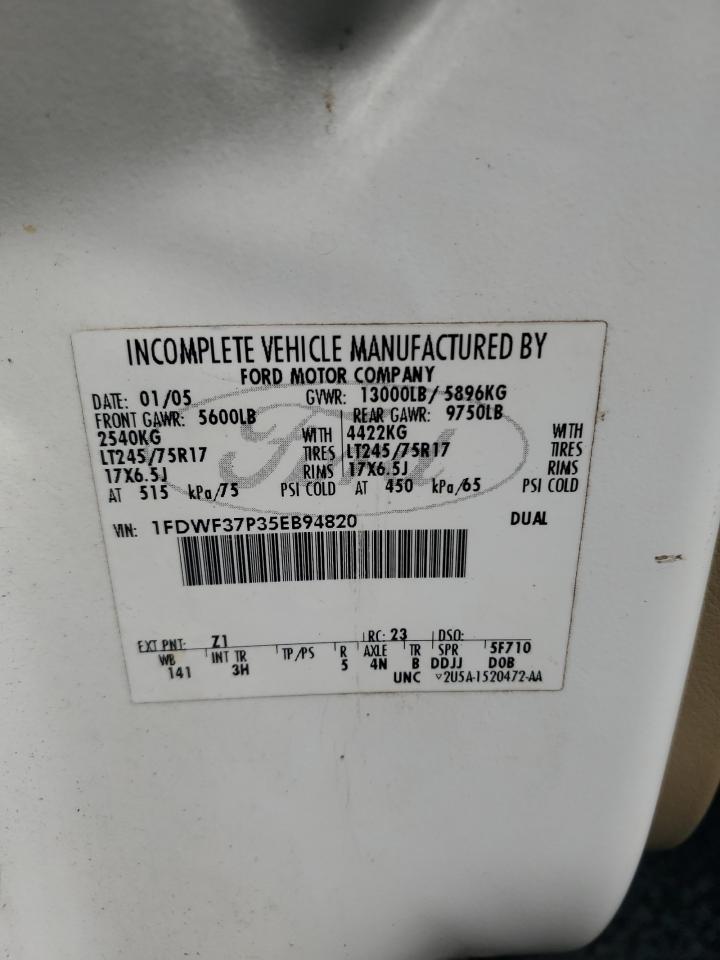 INCOMPLETE VEHICLE MANUFACTURED BY
FORD MOTOR COMPANY
DATE: 01/05 GVWR: 13000LB/ 5896KG
FRONT GAWR: 5600LB REAR GAWR: 9750LB
2540KG WITH 4422KG WITH
LT245/75R17 TIRES LT245/75R17 TIRES
17X6.5J RIMS 17X6.5J RIMS
AT 515 kPa/75 PSI COLD AT 450 kPa/65 PSI COLD
Ford
VIN: 1FDWF37P35EB94820 DUAL
EXT PNT: Z1 RC: 23 DSO:
WB INT TR TP/PS R AXLE TR SPR 5F710
141 3H 5 4N B DDJJ D0B
UNC ▽2U5A-1520472-AA